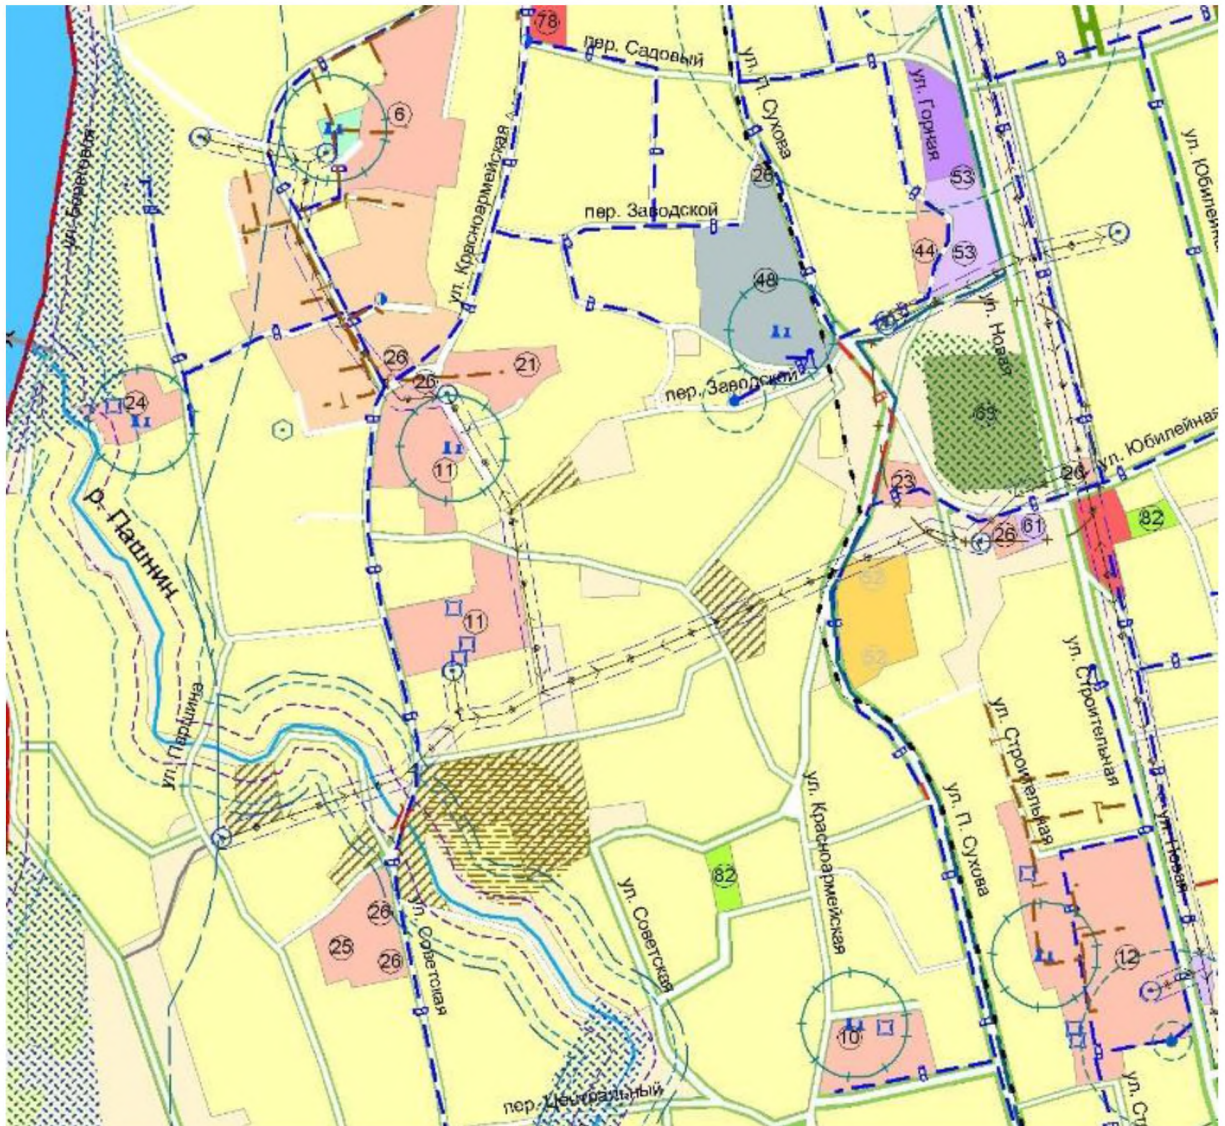 78
пер. Садовый
ул. П. Сухова
ул. Горная
ул. Береговая
6
ул. Юбилейная
ул. Юбилейн
26
53
ул. Красноармейская
пер. Заводской
44
53
48
ул. Новая
26
21
26
24
пер. Заводской
63
11
26
23
р. Пашнин
82
61
26
52
11
52
ул. Паршина
ул. Строительная
ул. Строительная
ул. Красноармейская
ул. П. Сухова
ул. Новая
82
ул. Советская
26
25
26
ул. Советская
12
10
пер. Центральный
ул. Ст